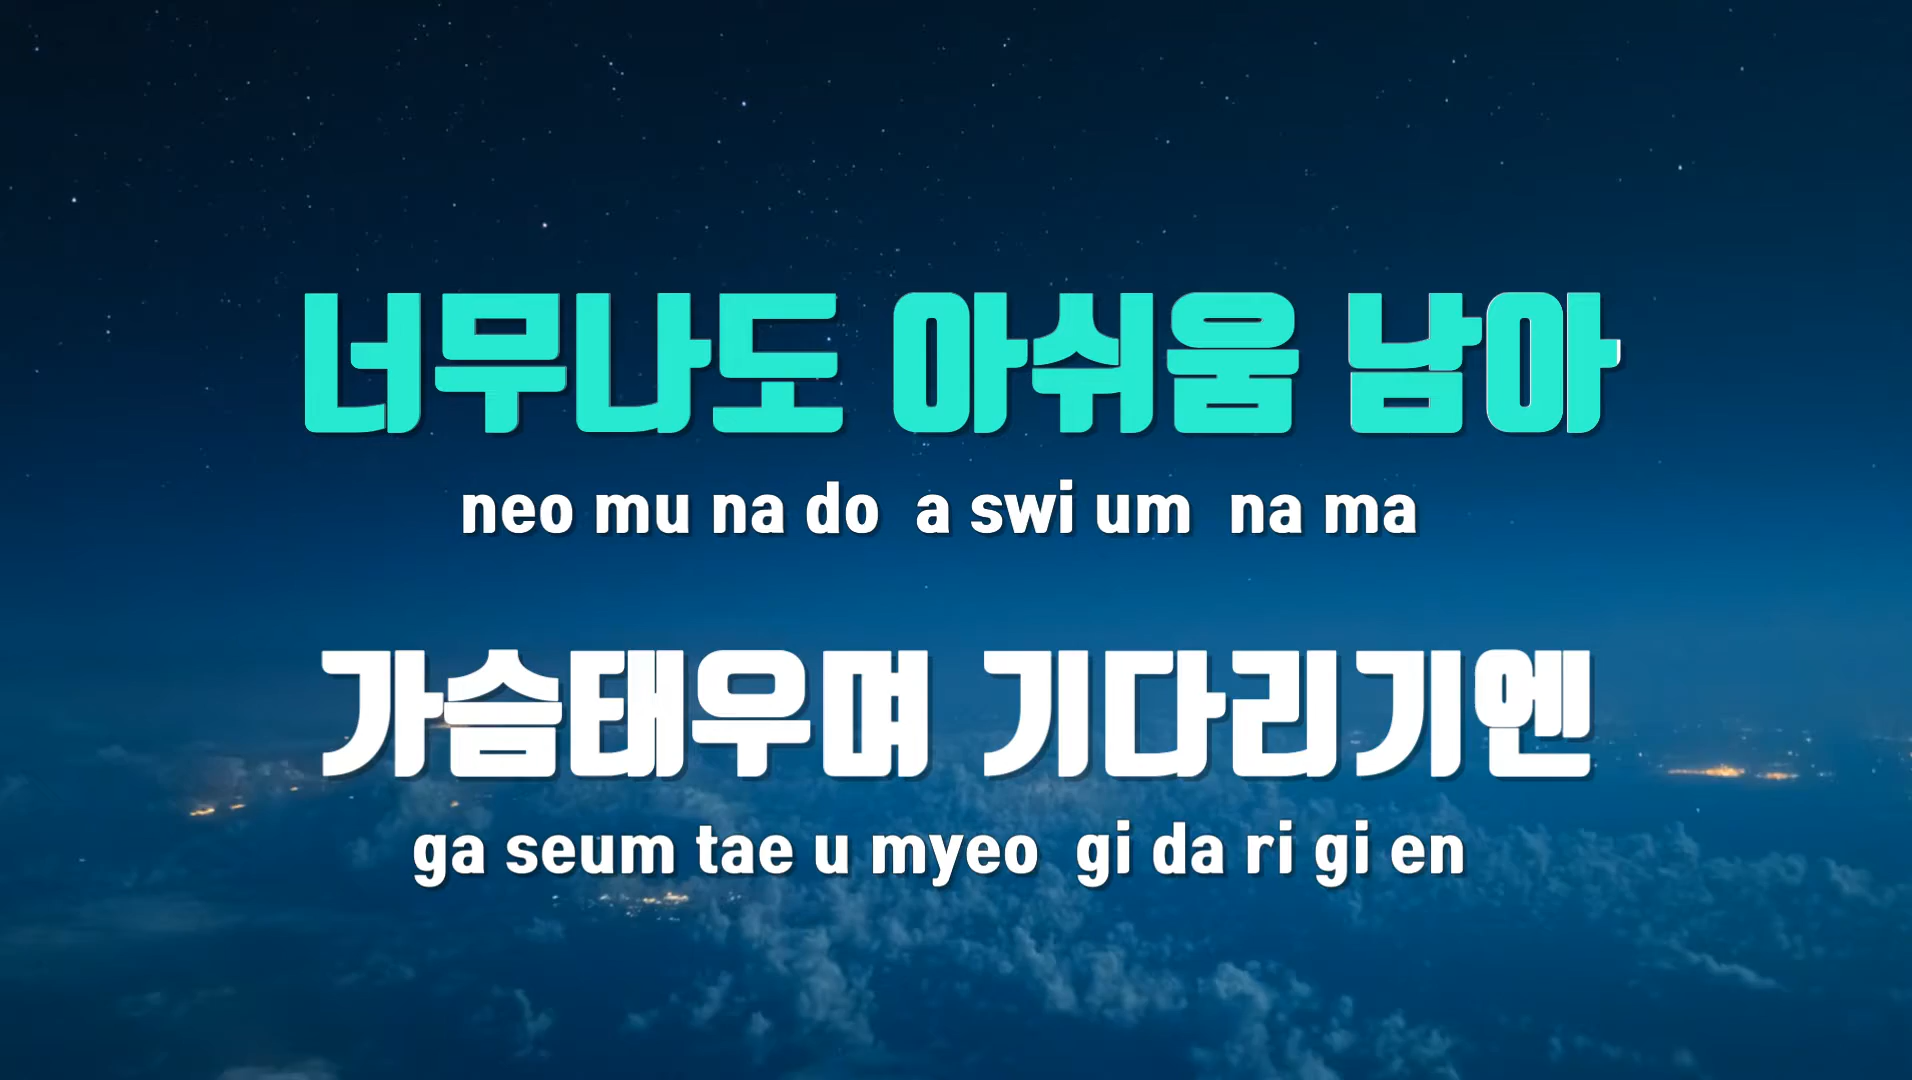 너무나도 아쉬움 남아
neo mu na do a swi um na ma
가슴태우며 기다리기엔
ga seum tae u myeo gi da ri gi en